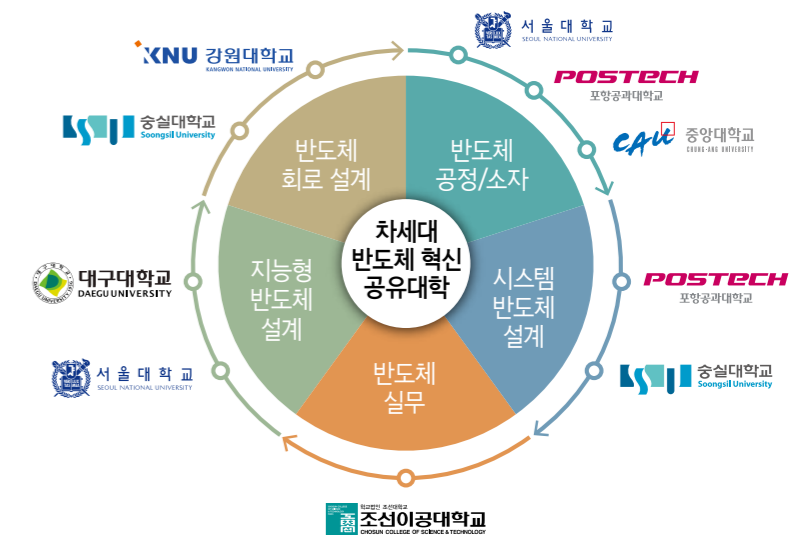 서울대학교
SEOUL NATIONAL UNIVERSITY
KNU 강원대학교
KANGWON NATIONAL UNIVERSITY
POSTECH
포항공과대학교
숭실대학교
Soongsil University
CAU 중앙대학교
CHUNG-ANG UNIVERSITY
반도체
회로 설계
반도체
공정/소자
차세대
반도체 혁신
공유대학
지능형
반도체
설계
시스템
반도체
설계
대구대학교
DAEGU UNIVERSITY
POSTECH
포항공과대학교
반도체
실무
서울대학교
SEOUL NATIONAL UNIVERSITY
숭실대학교
Soongsil University
학교법인 조선대학교
조선이공대학교
CHOSUN COLLEGE OF SCIENCE & TECHNOLOGY